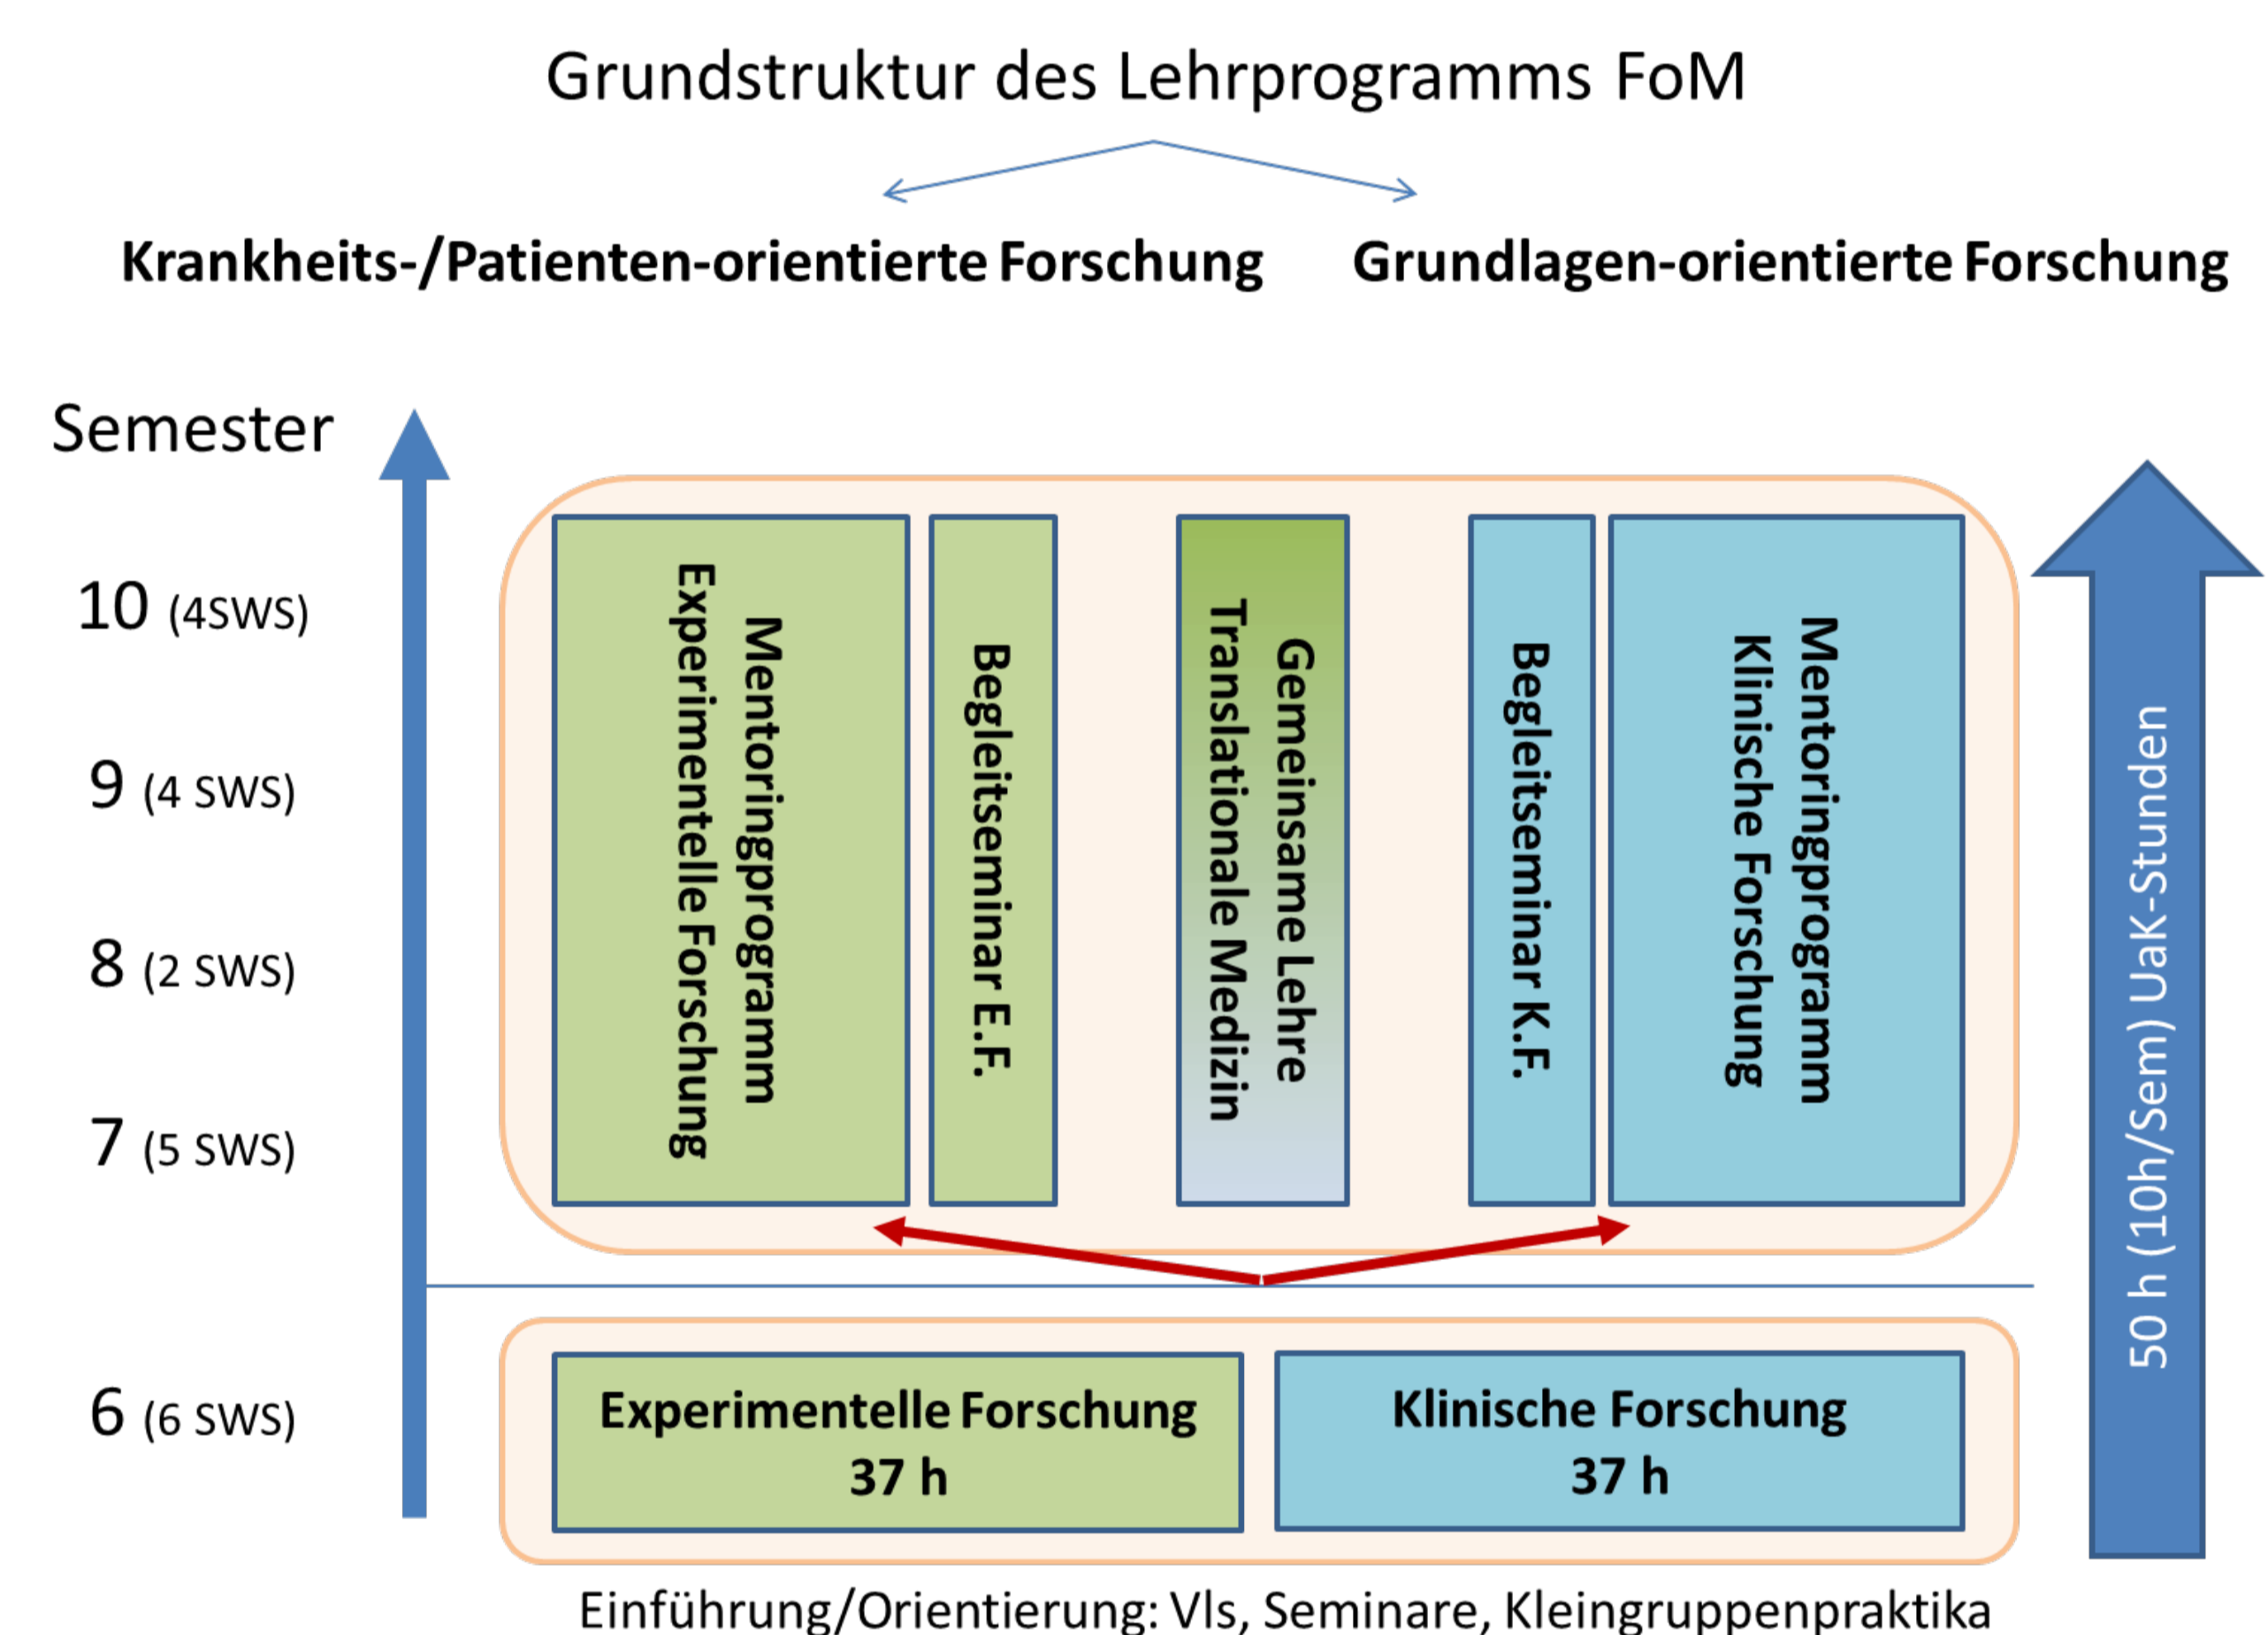 Grundstruktur des Lehrprogramms FoM
Krankheits-/Patienten-orientierte Forschung
Grundlagen-orientierte Forschung
Semester
10 (4SWS)
9 (4 SWS)
8 (2 SWS)
7 (5 SWS)
6 (6 SWS)
Mentoringprogramm
Experimentelle Forschung
Begleitseminar E.F.
Gemeinsame Lehre
Translationale Medizin
Begleitseminar K.F.
Mentoringprogramm
Klinische Forschung
50 h (10h/Sem) UaK-Stunden
Experimentelle Forschung
37 h
Klinische Forschung
37 h
Einführung/Orientierung: Vls, Seminare, Kleingruppenpraktika